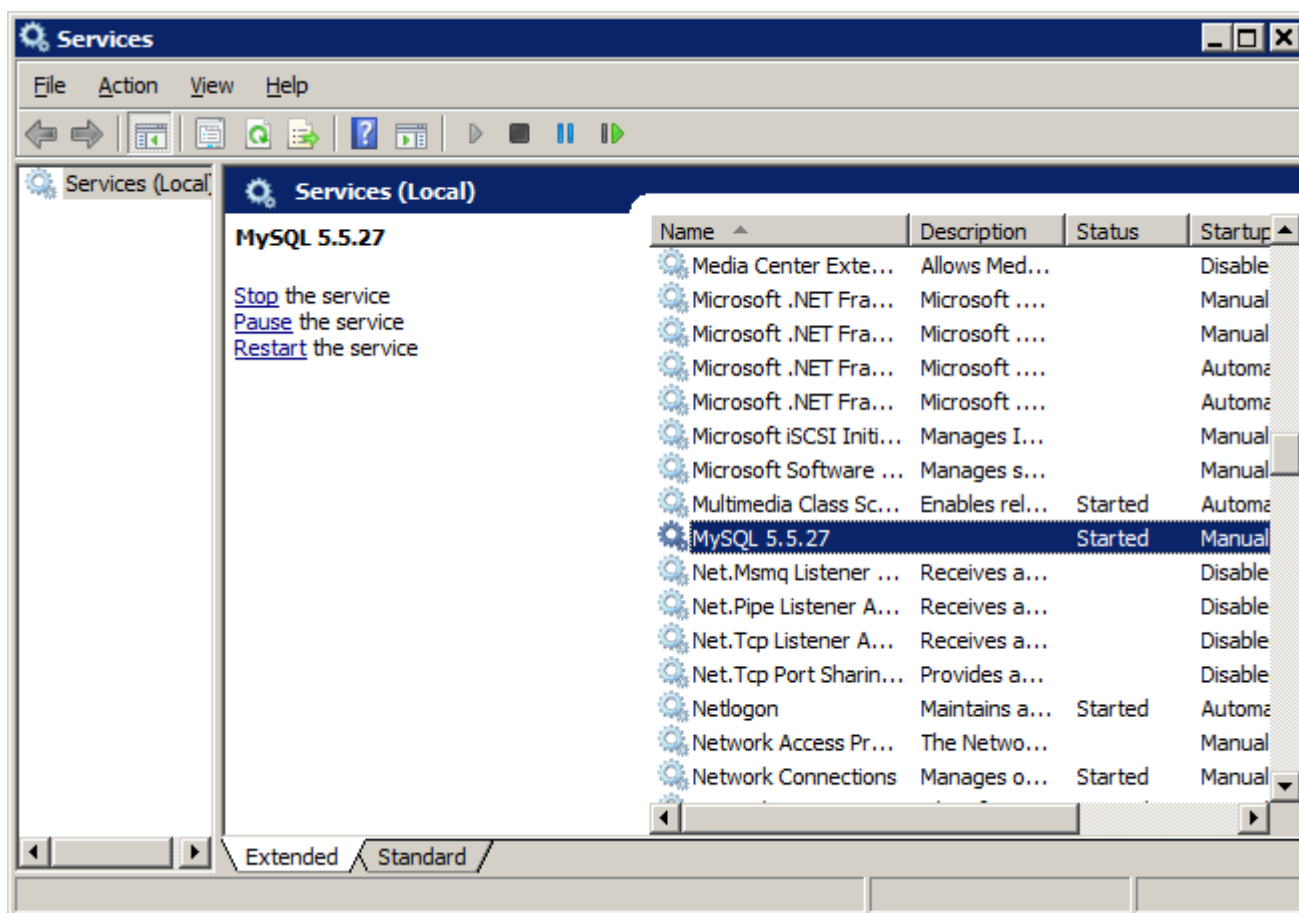 Services
File Action View Help
Services (Local)
Services (Local)
MySQL 5.5.27
Stop the service
Pause the service
Restart the service
Name Description Status Startup
Media Center Exte... Allows Med... Disable
Microsoft .NET Fra... Microsoft .... Manual
Microsoft .NET Fra... Microsoft .... Manual
Microsoft .NET Fra... Microsoft .... Automa
Microsoft .NET Fra... Microsoft .... Automa
Microsoft iSCSI Initi... Manages I... Manual
Microsoft Software ... Manages s... Manual
Multimedia Class Sc... Enables rel... Started Automa
MySQL 5.5.27 Started Manual
Net.Msmq Listener ... Receives a... Disable
Net.Pipe Listener A... Receives a... Disable
Net.Tcp Listener A... Receives a... Disable
Net.Tcp Port Sharin... Provides a... Disable
Netlogon Maintains a... Started Automa
Network Access Pr... The Netwo... Manual
Network Connections Manages o... Started Manual
Extended Standard